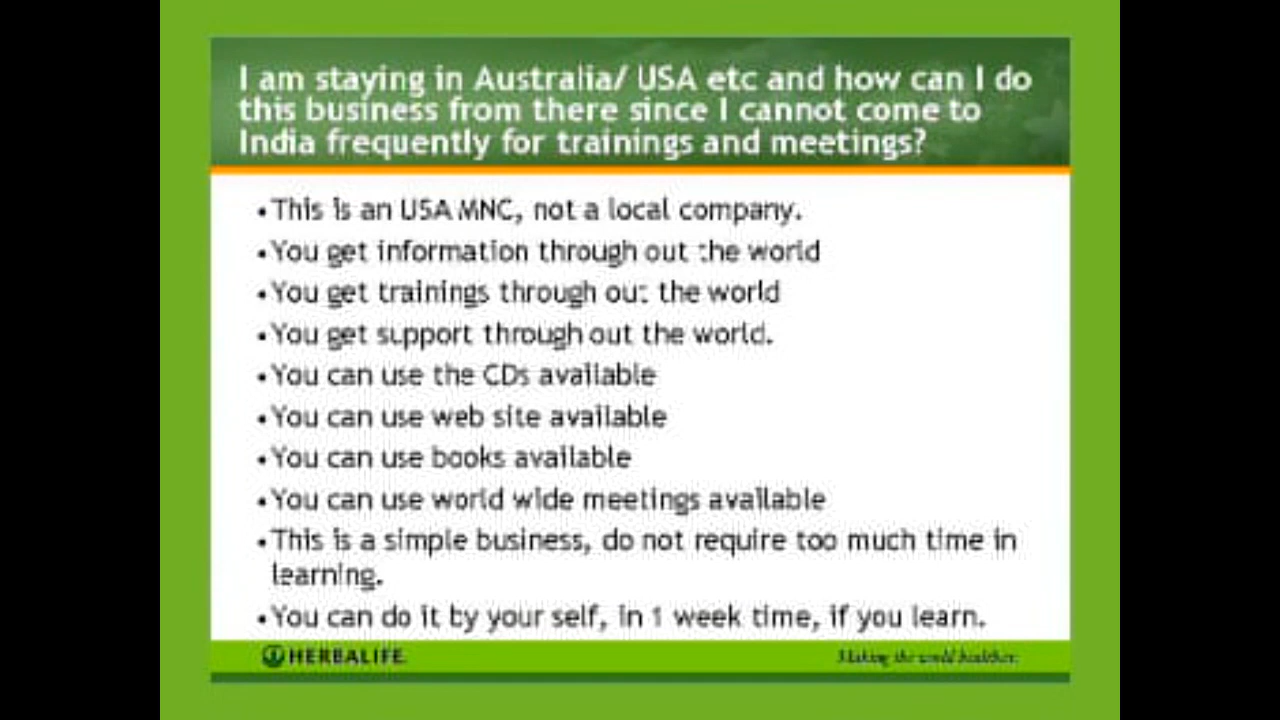 I am staying in Australia/ USA etc and how can I do
this business from there since I cannot come to
India frequently for trainings and meetings?
•This is an USA MNC, not a local company.
•You get information through out the world
•You get trainings through out the world
•You get support through out the world.
•You can use the CDs available
•You can use web site available
•You can use books available
•You can use world wide meetings available
•This is a simple business, do not require too much time in
learning.
•You can do it by your self, in 1 week time, if you learn.
HERBALIFE Making the world healthier.